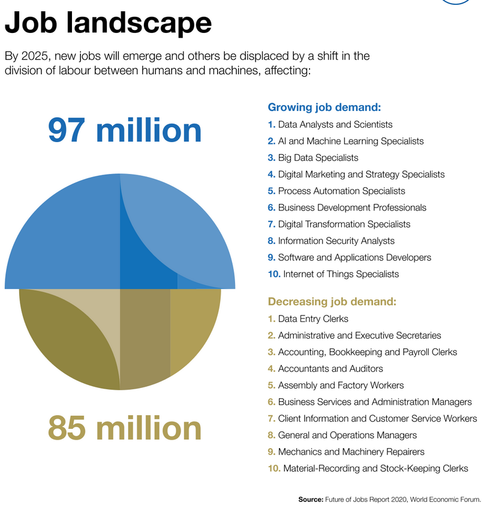 Job landscape
By 2025, new jobs will emerge and others be displaced by a shift in the
division of labour between humans and machines, affecting:
97 million
85 million
Growing job demand:
1. Data Analysts and Scientists
2. AI and Machine Learning Specialists
3. Big Data Specialists
4. Digital Marketing and Strategy Specialists
5. Process Automation Specialists
6. Business Development Professionals
7. Digital Transformation Specialists
8. Information Security Analysts
9. Software and Applications Developers
10. Internet of Things Specialists
Decreasing job demand:
1. Data Entry Clerks
2. Administrative and Executive Secretaries
3. Accounting, Bookkeeping and Payroll Clerks
4. Accountants and Auditors
5. Assembly and Factory Workers
6. Business Services and Administration Managers
7. Client Information and Customer Service Workers
8. General and Operations Managers
9. Mechanics and Machinery Repairers
10. Material-Recording and Stock-Keeping Clerks
Source: Future of Jobs Report 2020, World Economic Forum.